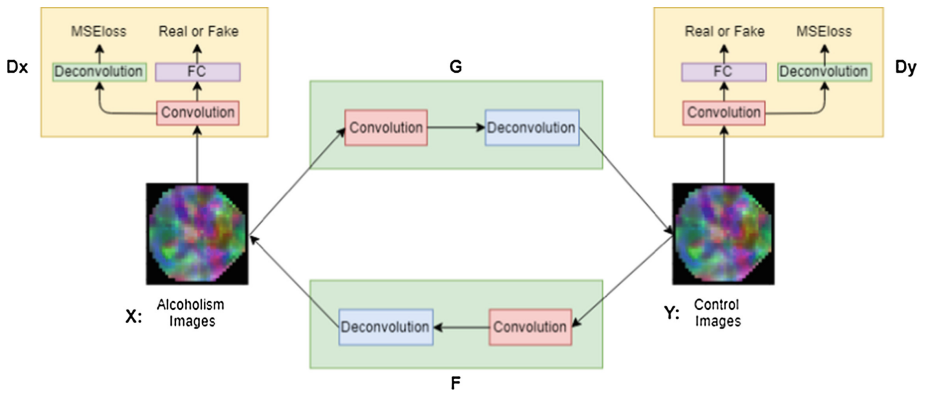 MSEloss
Real or Fake
Dx
Deconvolution
FC
Convolution
G
Convolution
Deconvolution
Real or Fake
MSEloss
FC
Deconvolution
Dy
Convolution
X:
Alcoholism
Images
Y:
Control
Images
Deconvolution
Convolution
F